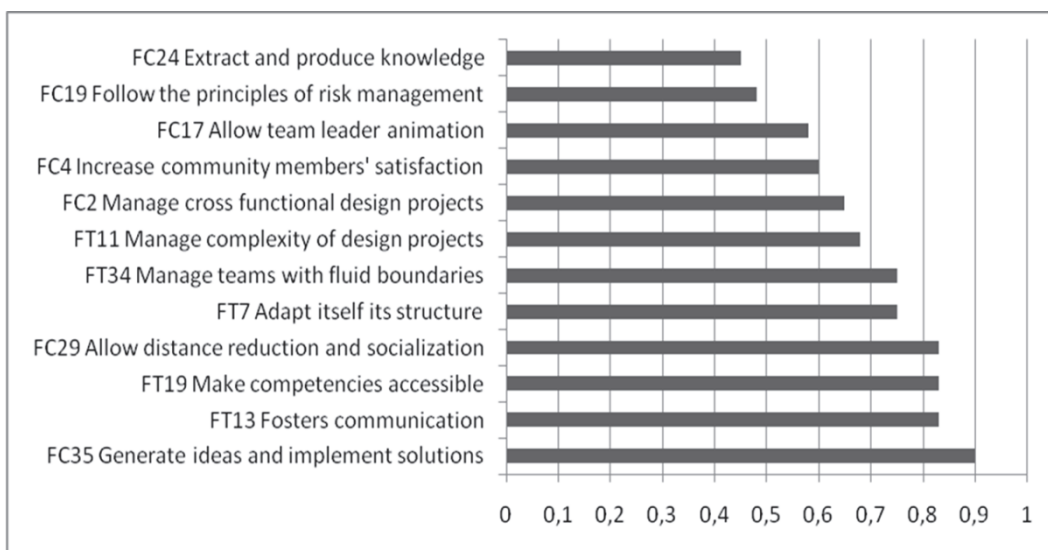 FC24 Extract and produce knowledge
FC19 Follow the principles of risk management
FC17 Allow team leader animation
FC4 Increase community members' satisfaction
FC2 Manage cross functional design projects
FT11 Manage complexity of design projects
FT34 Manage teams with fluid boundaries
FT7 Adapt itself its structure
FC29 Allow distance reduction and socialization
FT19 Make competencies accessible
FT13 Fosters communication
FC35 Generate ideas and implement solutions
0 0,1 0,2 0,3 0,4 0,5 0,6 0,7 0,8 0,9 1